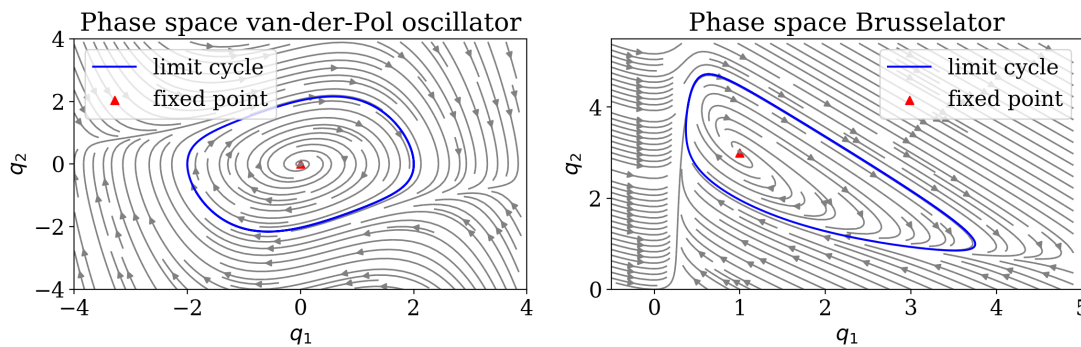 Phase space van-der-Pol oscillator
4
2
0
−2
−4
q2
limit cycle
fixed point
−4
−2
0
2
4
q1
Phase space Brusselator
4
2
0
q2
limit cycle
fixed point
0
1
2
3
4
5
q1